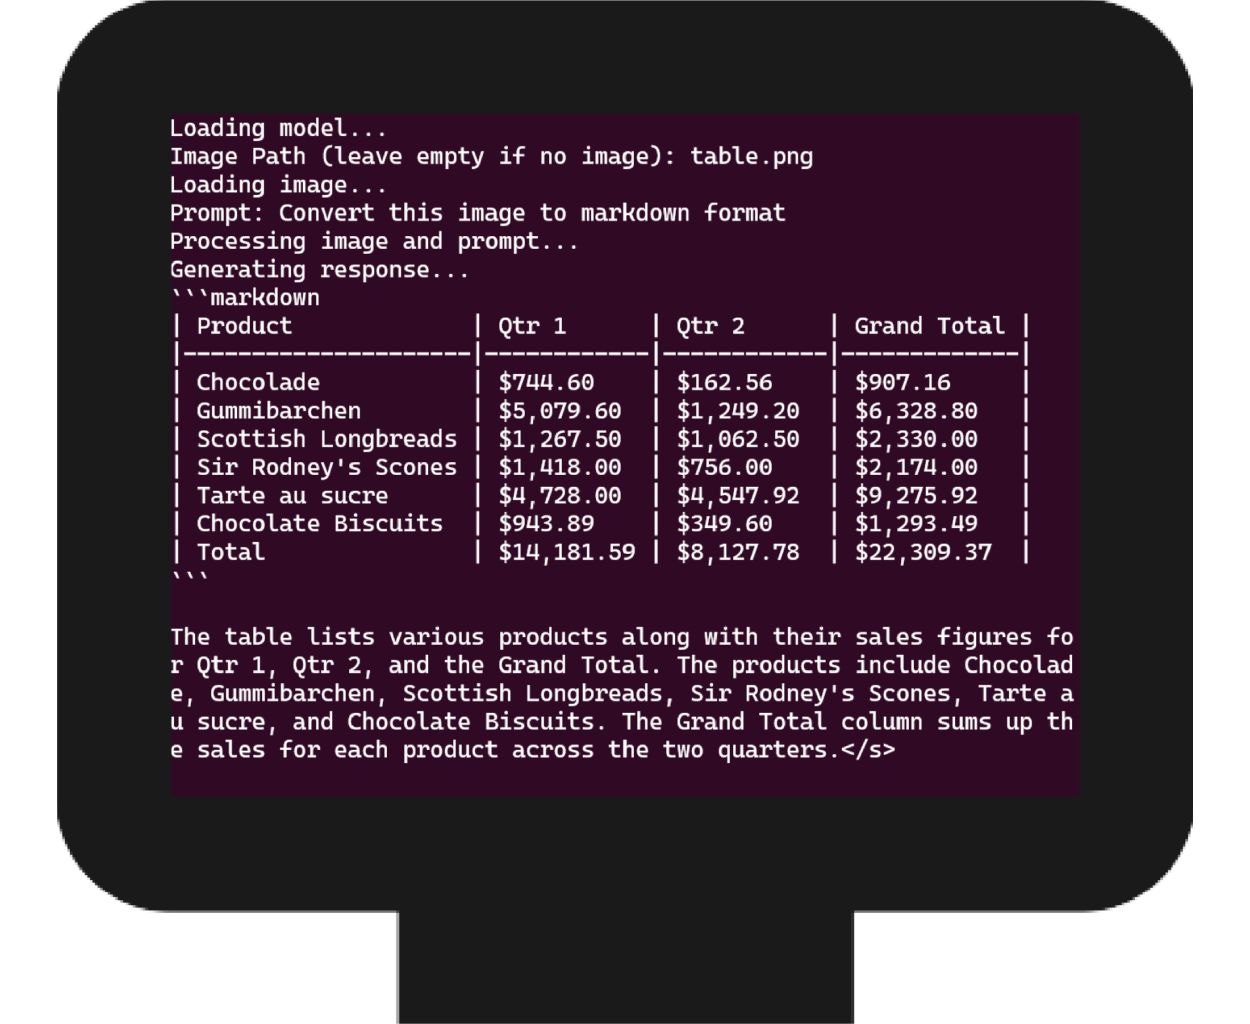 Loading model...
Image Path (leave empty if no image): table.png
Loading image...
Prompt: Convert this image to markdown format
Processing image and prompt...
Generating response...
```markdown
| Product             | Qtr 1      | Qtr 2      | Grand Total |
|---------------------|------------|------------|-------------|
| Chocolade           | $744.60    | $162.56    | $907.16     |
| Gummibarchen        | $5,079.60  | $1,249.20  | $6,328.80   |
| Scottish Longbreads | $1,267.50  | $1,062.50  | $2,330.00   |
| Sir Rodney's Scones | $1,418.00  | $756.00    | $2,174.00   |
| Tarte au sucre      | $4,728.00  | $4,547.92  | $9,275.92   |
| Chocolate Biscuits  | $943.89    | $349.60    | $1,293.49   |
| Total               | $14,181.59 | $8,127.78  | $22,309.37  |
```
The table lists various products along with their sales figures fo
r Qtr 1, Qtr 2, and the Grand Total. The products include Chocolad
e, Gummibarchen, Scottish Longbreads, Sir Rodney's Scones, Tarte a
u sucre, and Chocolate Biscuits. The Grand Total column sums up th
e sales for each product across the two quarters.</s>